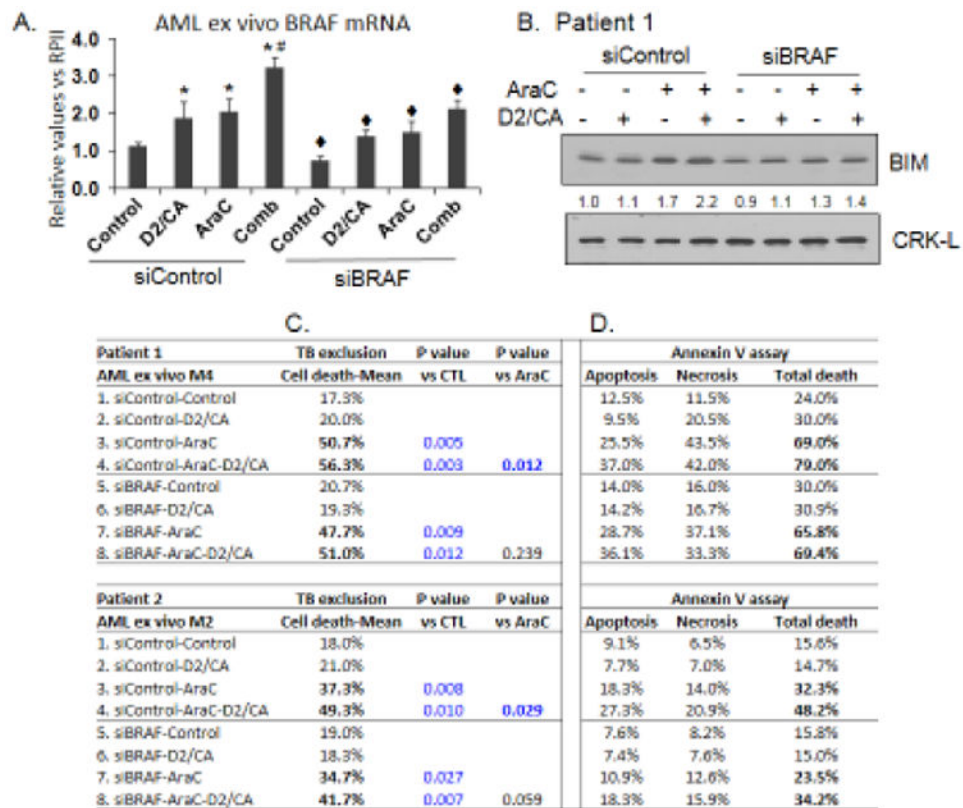 A. AML ex vivo BRAF mRNA
Relative values vs RPII
4.0
3.0
2.0
1.0
0.0
* * * # ♦ ♦ ♦ ♦
Control D2/CA AraC Comb Control D2/CA AraC Comb
siControl siBRAF
B. Patient 1
siControl siBRAF
AraC - - + + - - + +
D2/CA - + - + - + - +
BIM
1.0 1.1 1.7 2.2 0.9 1.1 1.3 1.4
CRK-L
C. D.
Patient 1 TB exclusion P value P value Annexin V assay
AML ex vivo M4 Cell death-Mean vs CTL vs AraC Apoptosis Necrosis Total death
1. siControl-Control 17.3% 12.5% 11.5% 24.0%
2. siControl-D2/CA 20.0% 9.5% 20.5% 30.0%
3. siControl-AraC 50.7% 0.005 25.5% 43.5% 69.0%
4. siControl-AraC-D2/CA 56.3% 0.003 0.012 37.0% 42.0% 79.0%
5. siBRAF-Control 20.7% 14.0% 16.0% 30.0%
6. siBRAF-D2/CA 19.3% 14.2% 16.7% 30.9%
7. siBRAF-AraC 47.7% 0.009 28.7% 37.1% 65.8%
8. siBRAF-AraC-D2/CA 51.0% 0.012 0.239 36.1% 33.3% 69.4%
Patient 2 TB exclusion P value P value Annexin V assay
AML ex vivo M2 Cell death-Mean vs CTL vs AraC Apoptosis Necrosis Total death
1. siControl-Control 18.0% 9.1% 6.5% 15.6%
2. siControl-D2/CA 21.0% 7.7% 7.0% 14.7%
3. siControl-AraC 37.3% 0.008 18.3% 14.0% 32.3%
4. siControl-AraC-D2/CA 49.3% 0.010 0.029 27.3% 20.9% 48.2%
5. siBRAF-Control 19.0% 7.6% 8.2% 15.8%
6. siBRAF-D2/CA 18.3% 7.4% 7.6% 15.0%
7. siBRAF-AraC 34.7% 0.027 10.9% 12.6% 23.5%
8. siBRAF-AraC-D2/CA 41.7% 0.007 0.059 18.3% 15.9% 34.2%